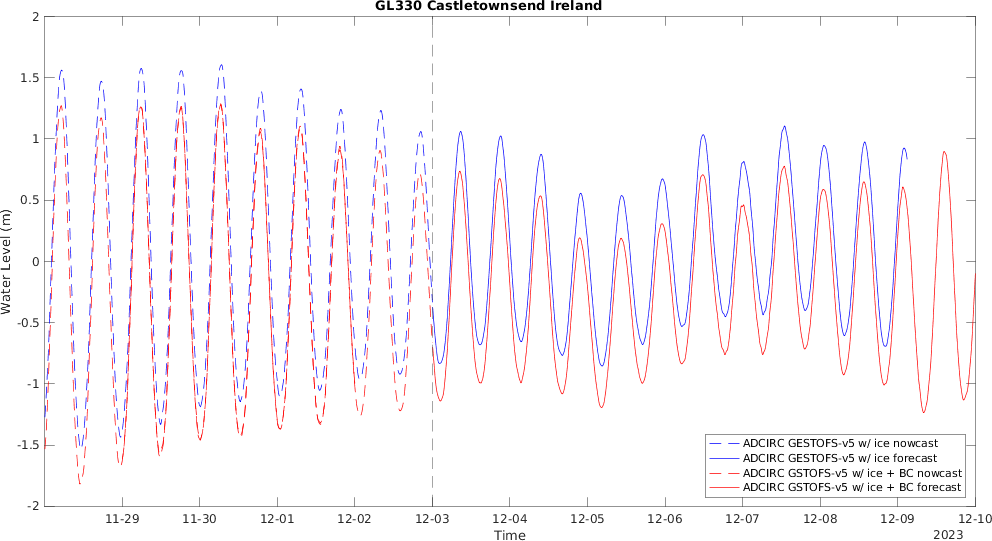 GL330 Castletownsend Ireland
2
1.5
1
0.5
0
-0.5
-1
-1.5
-2
Water Level (m)
11-29 11-30 12-01 12-02 12-03 12-04 12-05 12-06 12-07 12-08 12-09 12-10
Time
2023
ADCIRC GESTOFS-v5 w/ ice nowcast
ADCIRC GESTOFS-v5 w/ ice forecast
ADCIRC GSTOFS-v5 w/ ice + BC nowcast
ADCIRC GSTOFS-v5 w/ ice + BC forecast